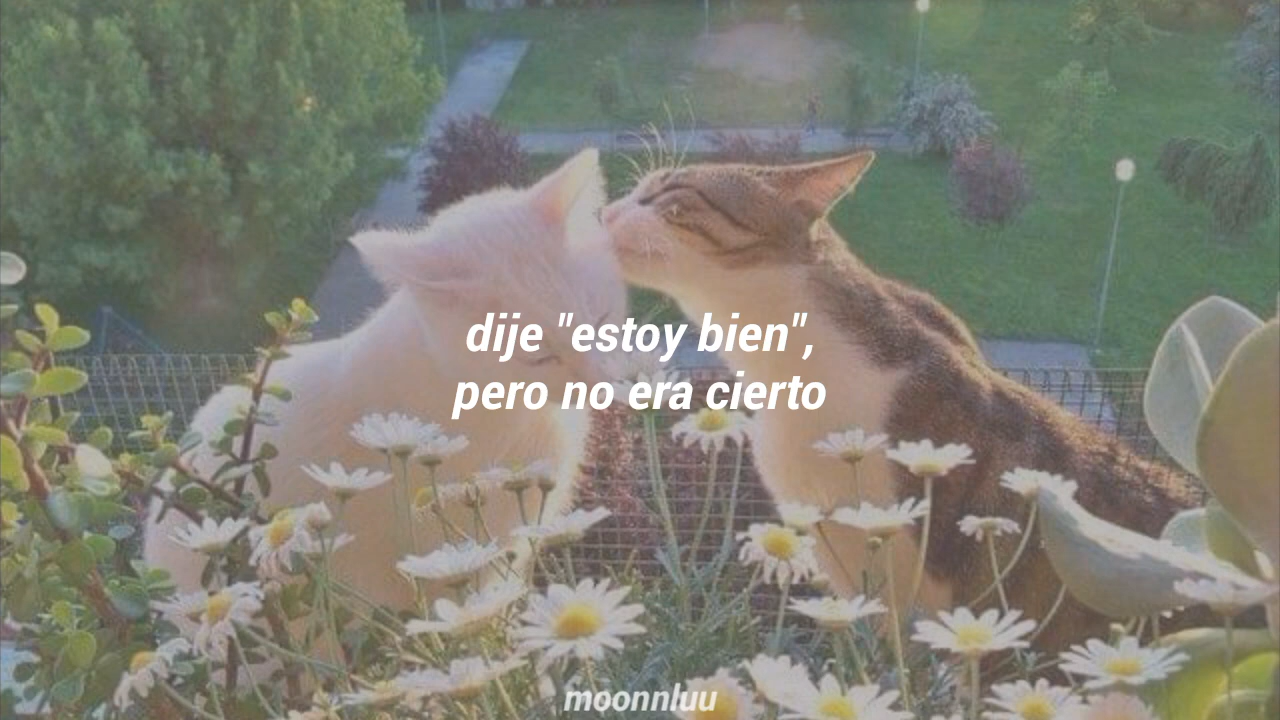 dije "estoy bien",
pero no era cierto
moonnluu